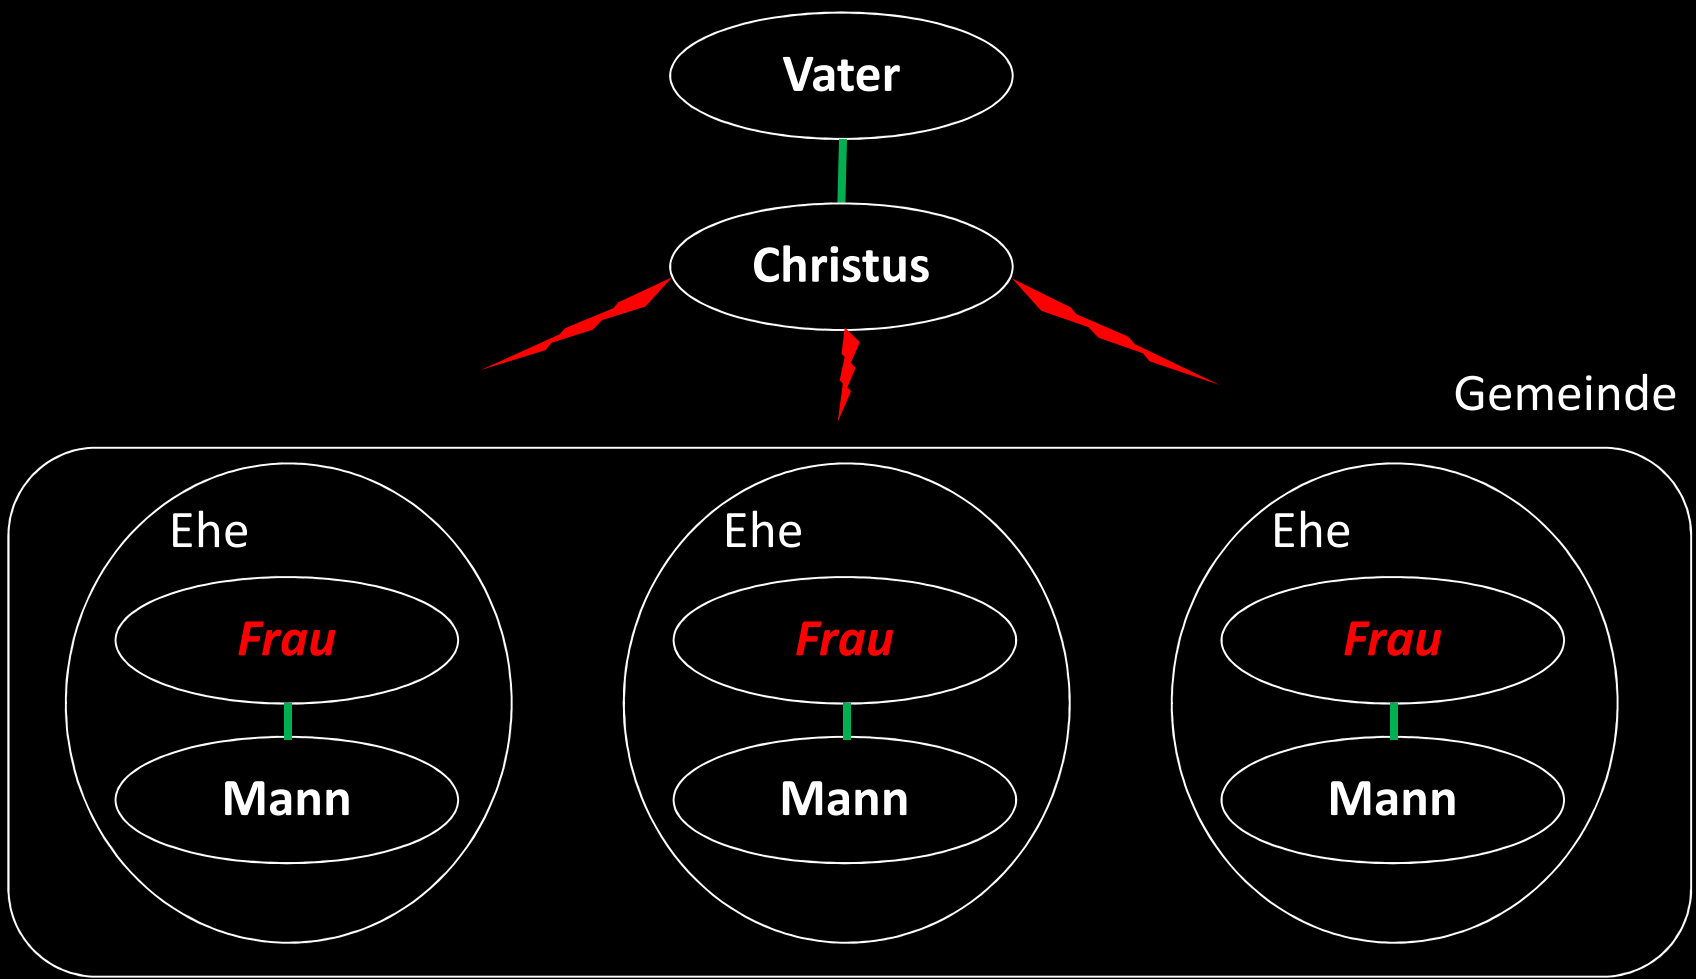 Vater
Christus
Gemeinde
Ehe
Ehe
Ehe
Frau
Frau
Frau
Mann
Mann
Mann